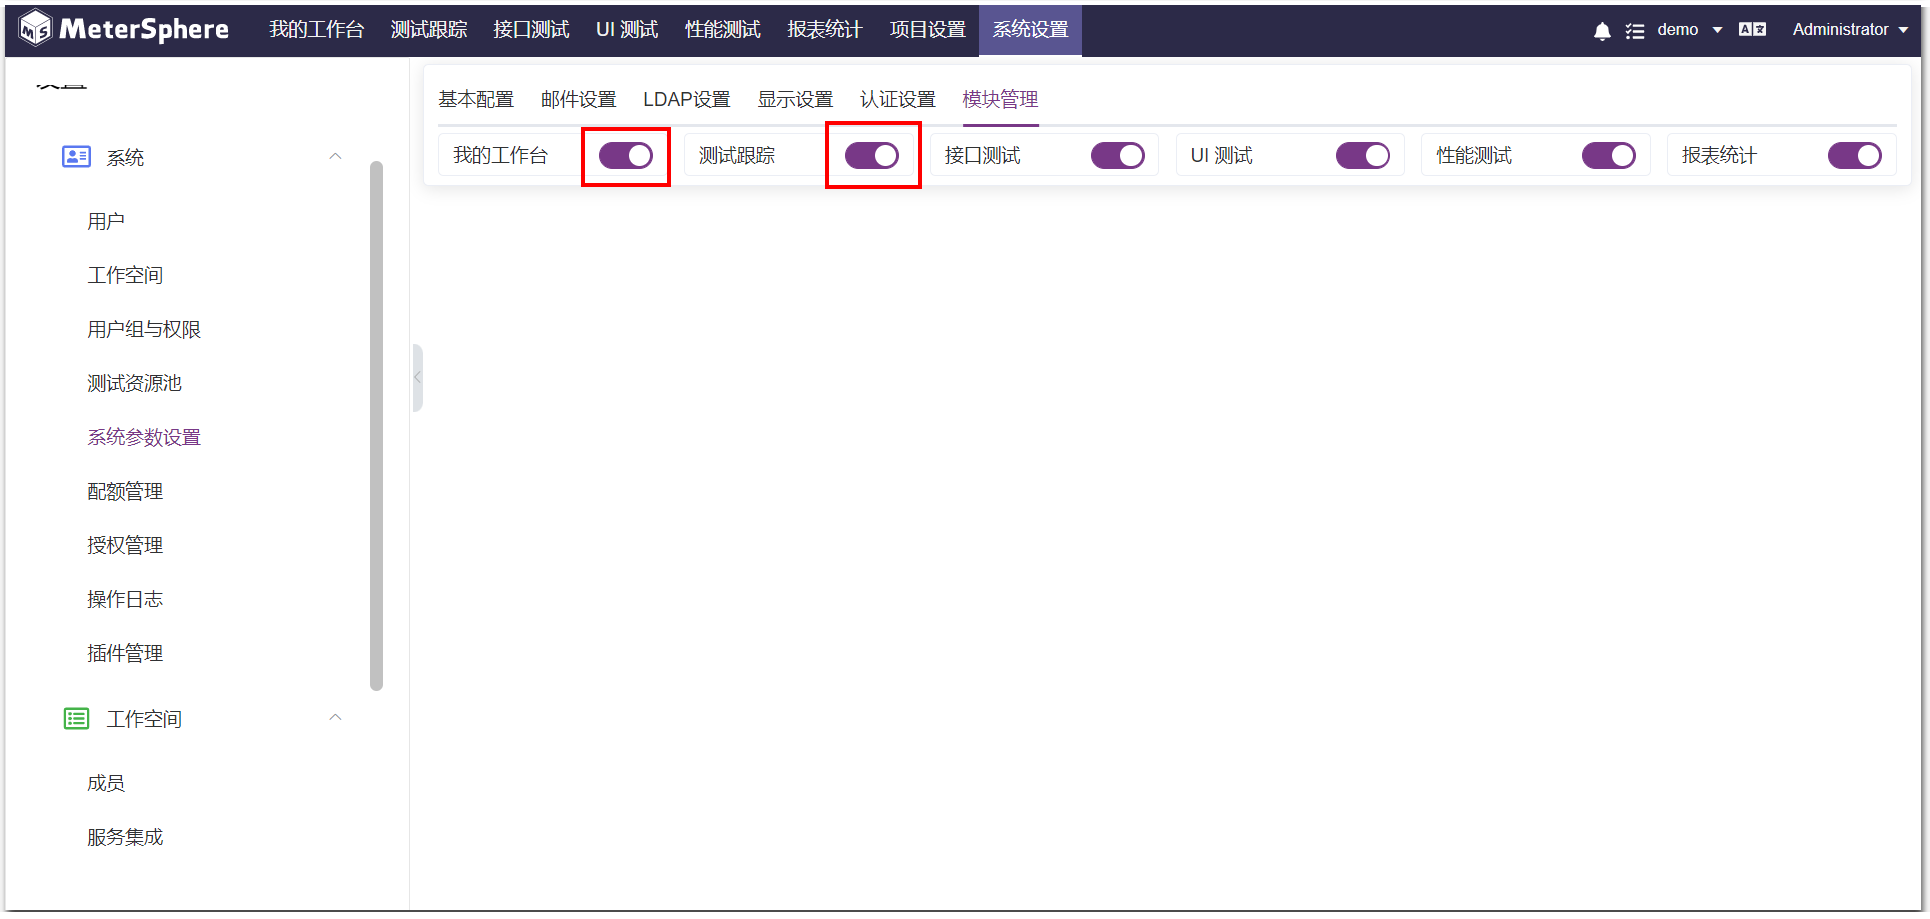 MeterSphere 我的工作台 测试跟踪 接口测试 UI 测试 性能测试 报表统计 项目设置 系统设置 demo Administrator
基本配置 邮件设置 LDAP设置 显示设置 认证设置 模块管理
我的工作台 测试跟踪 接口测试 UI 测试 性能测试 报表统计
系统
用户
工作空间
用户组与权限
测试资源池
系统参数设置
配额管理
授权管理
操作日志
插件管理
工作空间
成员
服务集成